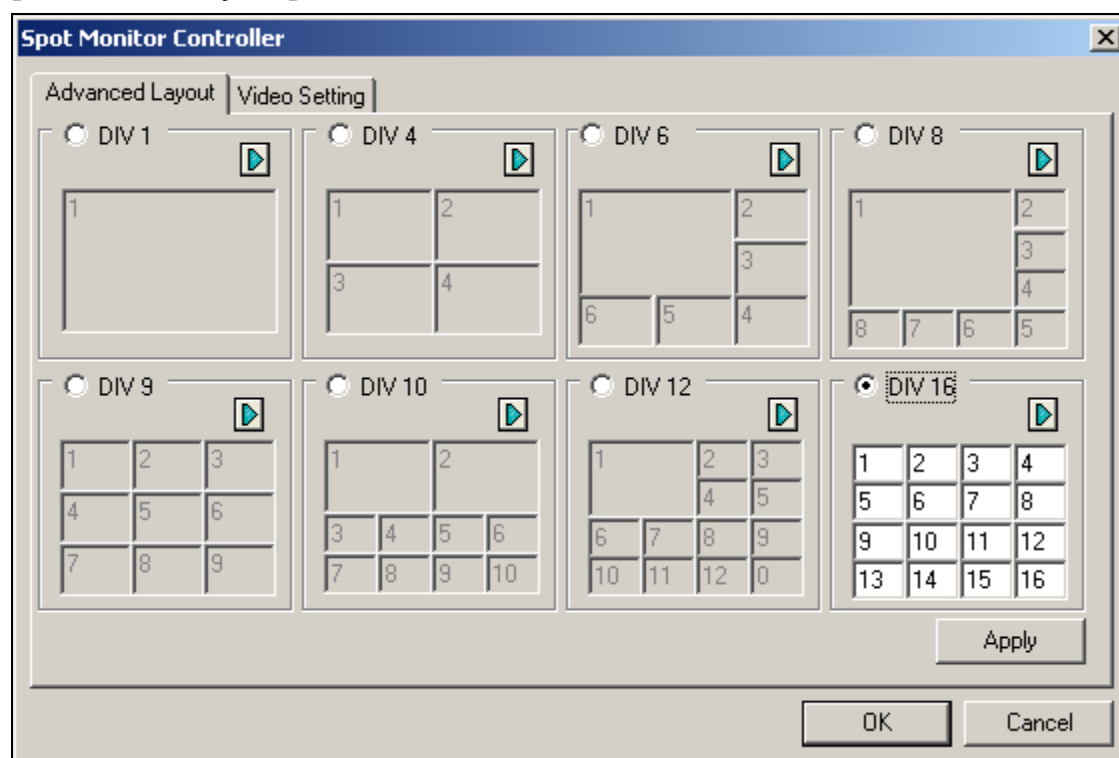 Spot Monitor Controller
Advanced Layout Video Setting
DIV 1
1
DIV 4
1 2
3 4
DIV 6
1 2
3
6 5 4
DIV 8
1 2
3
4
8 7 6 5
DIV 9
1 2 3
4 5 6
7 8 9
DIV 10
1 2
3 4 5 6
7 8 9 10
DIV 12
1 2 3
4 5
6 7 8 9
10 11 12 0
DIV 16
1 2 3 4
5 6 7 8
9 10 11 12
13 14 15 16
Apply
OK Cancel